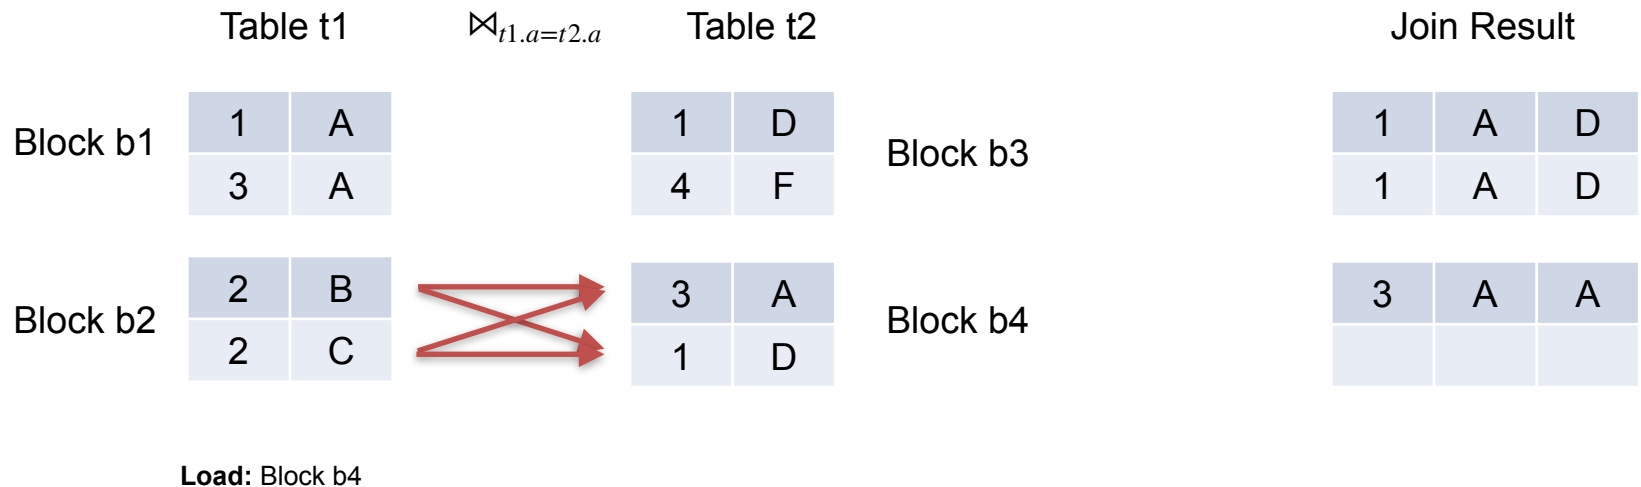 Table t1 ⋈t1.a=t2.a Table t2 Join Result
Block b1
1 A
3 A
1 D
4 F
Block b3
1 A D
1 A D
Block b2
2 B
2 C
3 A
1 D
Block b4
3 A A
Load: Block b4